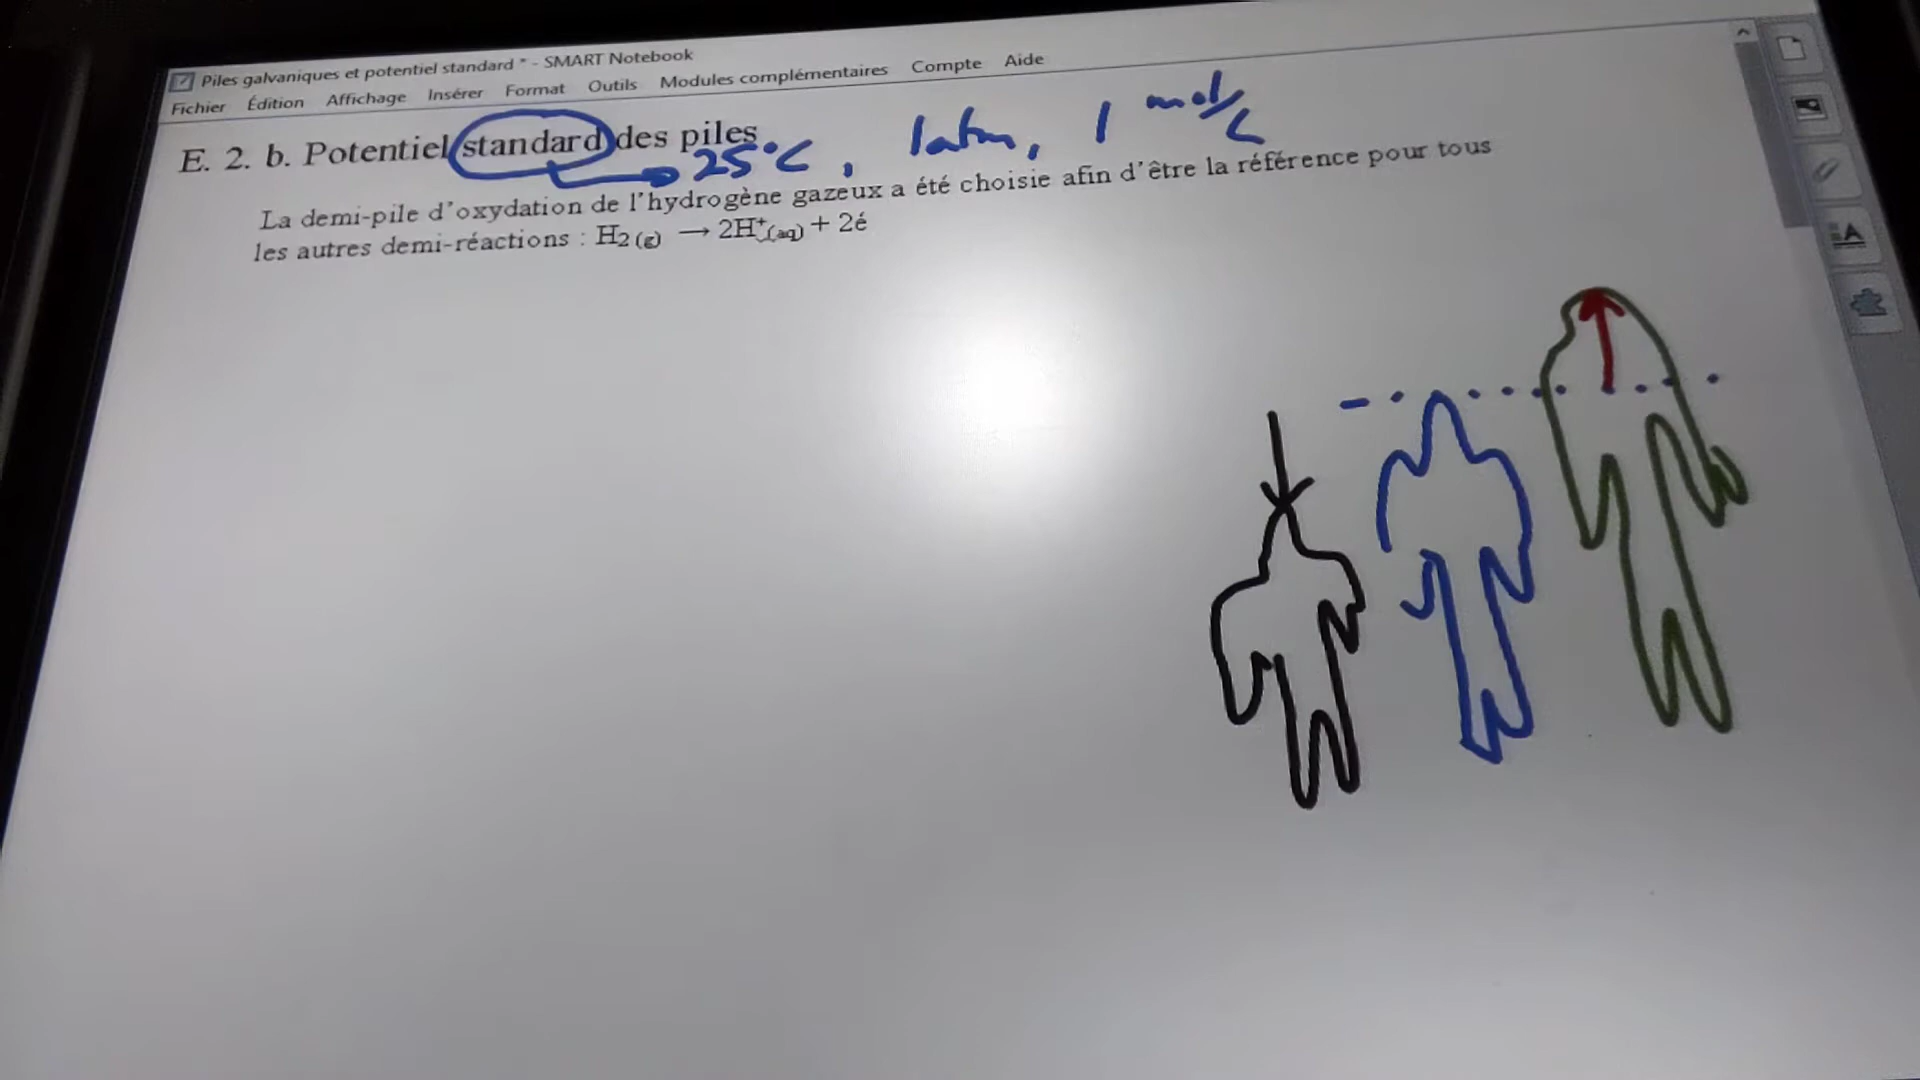 Piles galvaniques et potentiel standard * - SMART Notebook
Fichier Édition Affichage Insérer Format Outils Modules complémentaires Compte Aide
E. 2. b. Potentiel standard des piles
25°C, 1atm, 1 mol/L
La demi-pile d'oxydation de l'hydrogène gazeux a été choisie afin d'être la référence pour tous
les autres demi-réactions : H2 (g) → 2H+(aq) + 2é